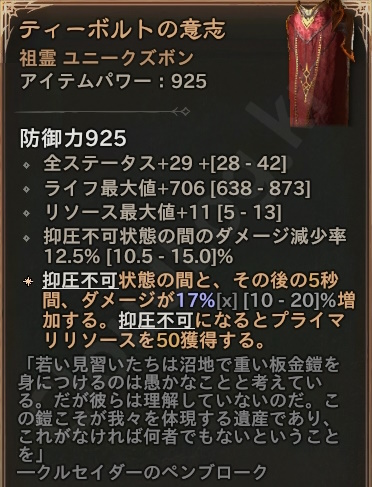 ティーボルトの意志
祖霊 ユニークズボン
アイテムパワー：925
防御力925
全ステータス+29 +[28 - 42]
ライフ最大値+706 [638 - 873]
リソース最大値+11 [5 - 13]
抑圧不可状態の間のダメージ減少率
12.5% [10.5 - 15.0]%
抑圧不可状態の間と、その後の5秒
間、ダメージが17%[x] [10 - 20]%増
加する。抑圧不可になるとプライマ
リリソースを50獲得する。
「若い見習いたちは沼地で重い板金鎧を
身につけるのは愚かなことと考えてい
る。だが彼らは理解していないのだ。こ
の鎧こそが我々を体現する遺産であり、
これがなければ何者でもないということ
を」
—クルセイダーのペンブローク